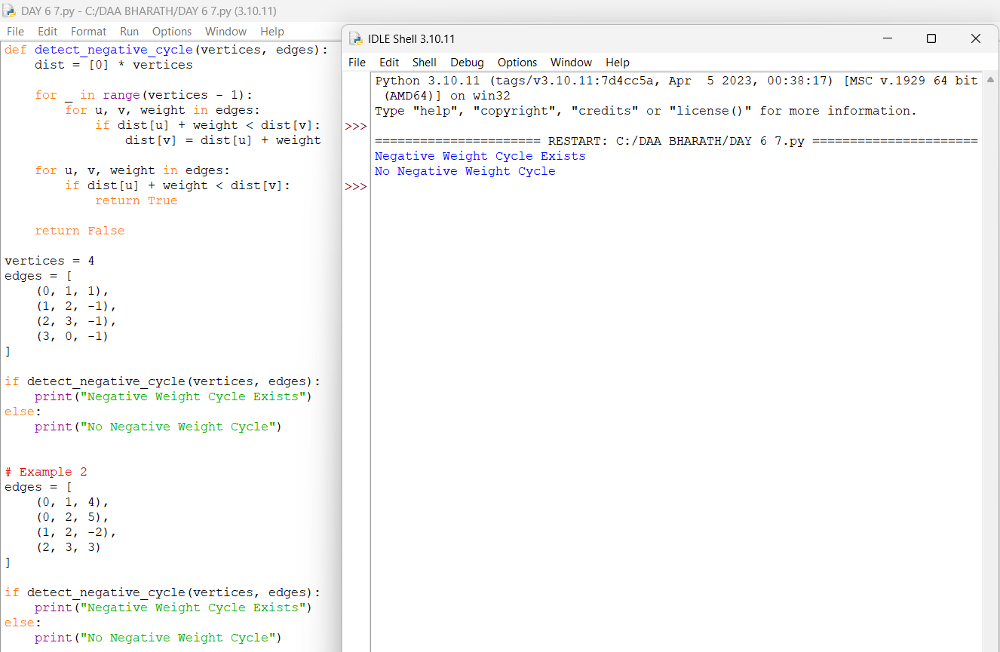 DAY 6 7.py - C:/DAA BHARATH/DAY 6 7.py (3.10.11)
File Edit Format Run Options Window Help
def detect_negative_cycle(vertices, edges):
    dist = [0] * vertices

    for _ in range(vertices - 1):
        for u, v, weight in edges:
            if dist[u] + weight < dist[v]:
                dist[v] = dist[u] + weight

    for u, v, weight in edges:
        if dist[u] + weight < dist[v]:
            return True

    return False

vertices = 4
edges = [
    (0, 1, 1),
    (1, 2, -1),
    (2, 3, -1),
    (3, 0, -1)
]

if detect_negative_cycle(vertices, edges):
    print("Negative Weight Cycle Exists")
else:
    print("No Negative Weight Cycle")


# Example 2
edges = [
    (0, 1, 4),
    (0, 2, 5),
    (1, 2, -2),
    (2, 3, 3)
]

if detect_negative_cycle(vertices, edges):
    print("Negative Weight Cycle Exists")
else:
    print("No Negative Weight Cycle")
IDLE Shell 3.10.11
File Edit Shell Debug Options Window Help
Python 3.10.11 (tags/v3.10.11:7d4cc5a, Apr  5 2023, 00:38:17) [MSC v.1929 64 bit
 (AMD64)] on win32
Type "help", "copyright", "credits" or "license()" for more information.
>>>
====================== RESTART: C:/DAA BHARATH/DAY 6 7.py ======================
Negative Weight Cycle Exists
No Negative Weight Cycle
>>>